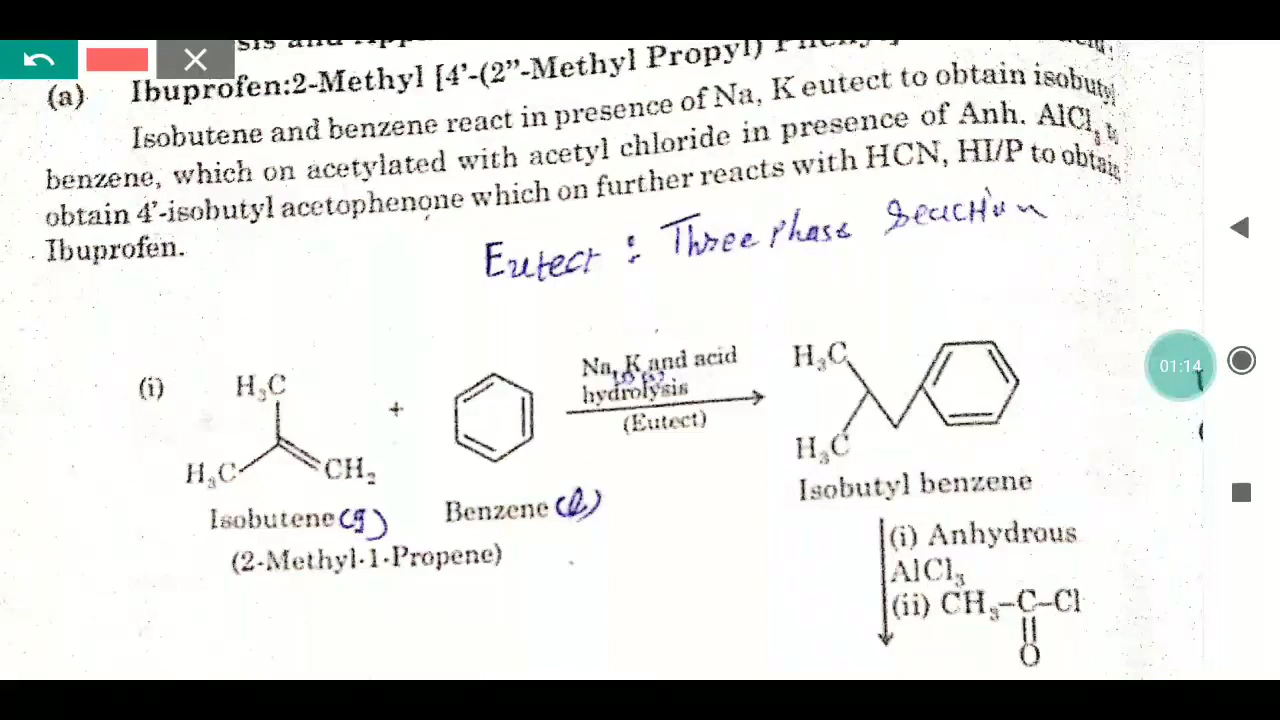 (a) Ibuprofen:2-Methyl [4’-(2”-Methyl Propyl)
Isobutene and benzene react in presence of Na, K eutect to obtain isobutyl
benzene, which on acetylated with acetyl chloride in presence of Anh. AlCl3 to
obtain 4’-isobutyl acetophenone which on further reacts with HCN, HI/P to obtain
Ibuprofen.
Eutect : Three Phase Reaction
(i) H3C
H3C CH2
Isobutene (g)
(2-Methyl-1-Propene)
+
Benzene (l)
Na, K and acid
hydrolysis
(Eutect)
H3C
H3C
Isobutyl benzene
(i) Anhydrous
AlCl3
(ii) CH3–C–Cl
O
01:14